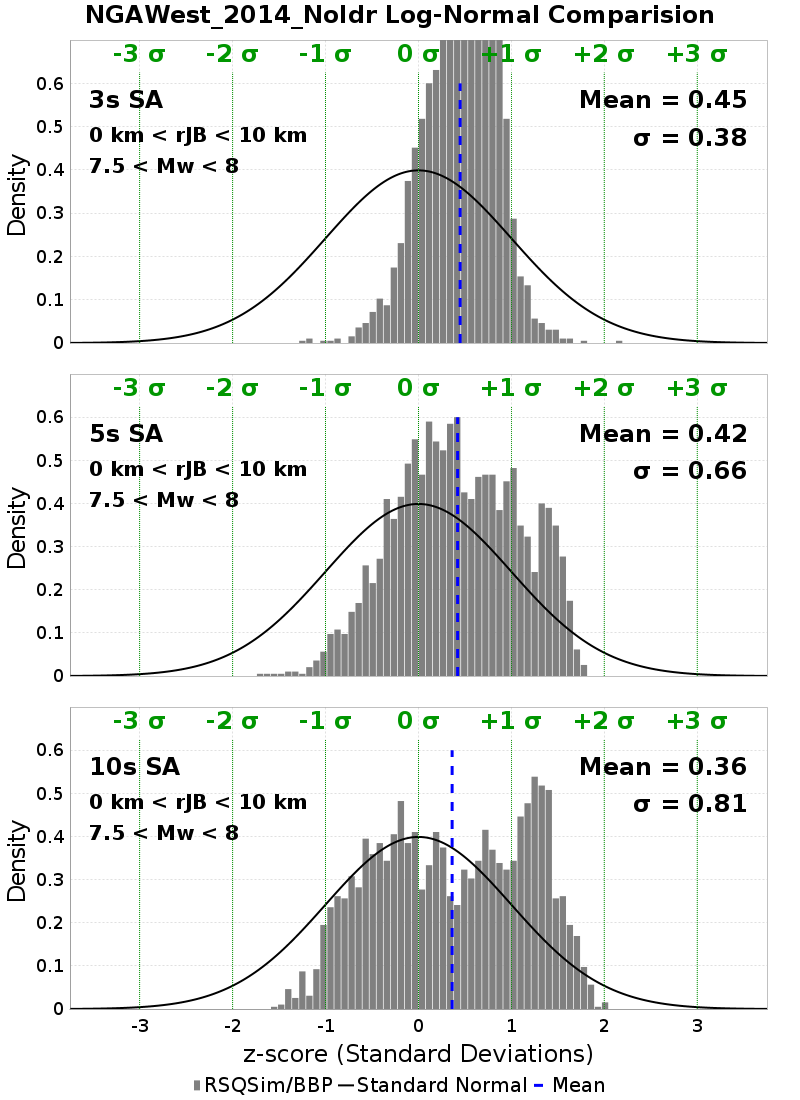 NGAWest_2014_NoIdr Log-Normal Comparision
-3 σ -2 σ -1 σ 0 σ +1 σ +2 σ +3 σ
3s SA Mean = 0.45
0 km < rJB < 10 km σ = 0.38
7.5 < Mw < 8
0.6
0.5
0.4
0.3
0.2
0.1
0
Density
-3 σ -2 σ -1 σ 0 σ +1 σ +2 σ +3 σ
5s SA Mean = 0.42
0 km < rJB < 10 km σ = 0.66
7.5 < Mw < 8
0.6
0.5
0.4
0.3
0.2
0.1
0
Density
-3 σ -2 σ -1 σ 0 σ +1 σ +2 σ +3 σ
10s SA Mean = 0.36
0 km < rJB < 10 km σ = 0.81
7.5 < Mw < 8
0.6
0.5
0.4
0.3
0.2
0.1
0
Density
-3 -2 -1 0 1 2 3
z-score (Standard Deviations)
RSQSim/BBP Standard Normal Mean